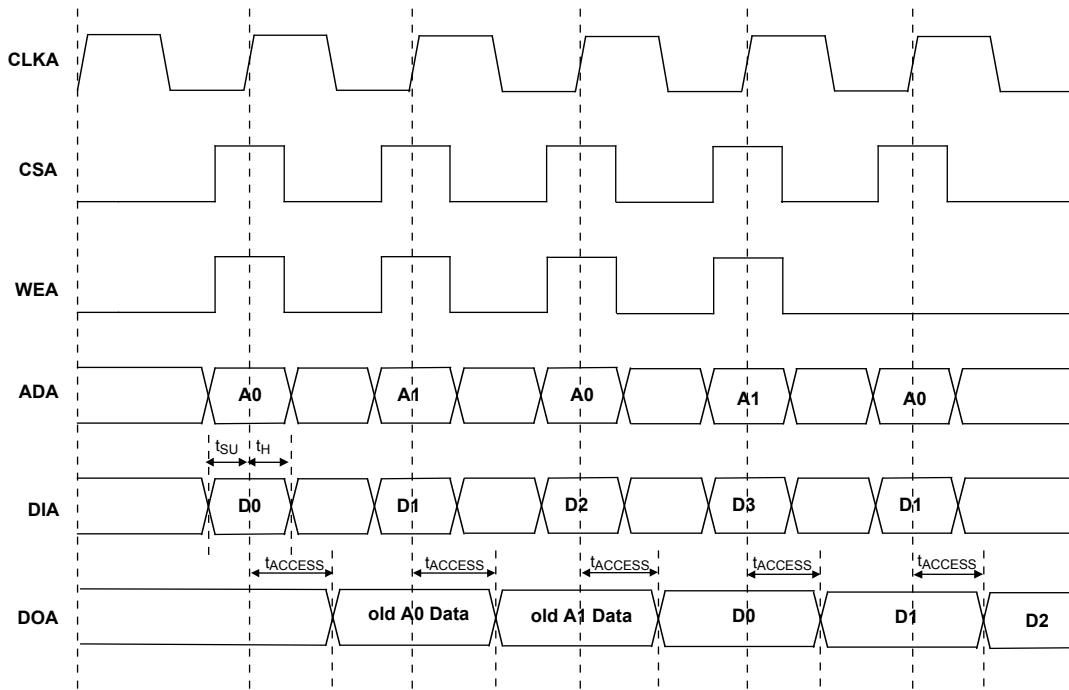 CLKA
CSA
WEA
ADA A0 A1 A0 A1 A0
tSU tH
DIA D0 D1 D2 D3 D1
tACCESS tACCESS tACCESS tACCESS tACCESS
DOA old A0 Data old A1 Data D0 D1 D2